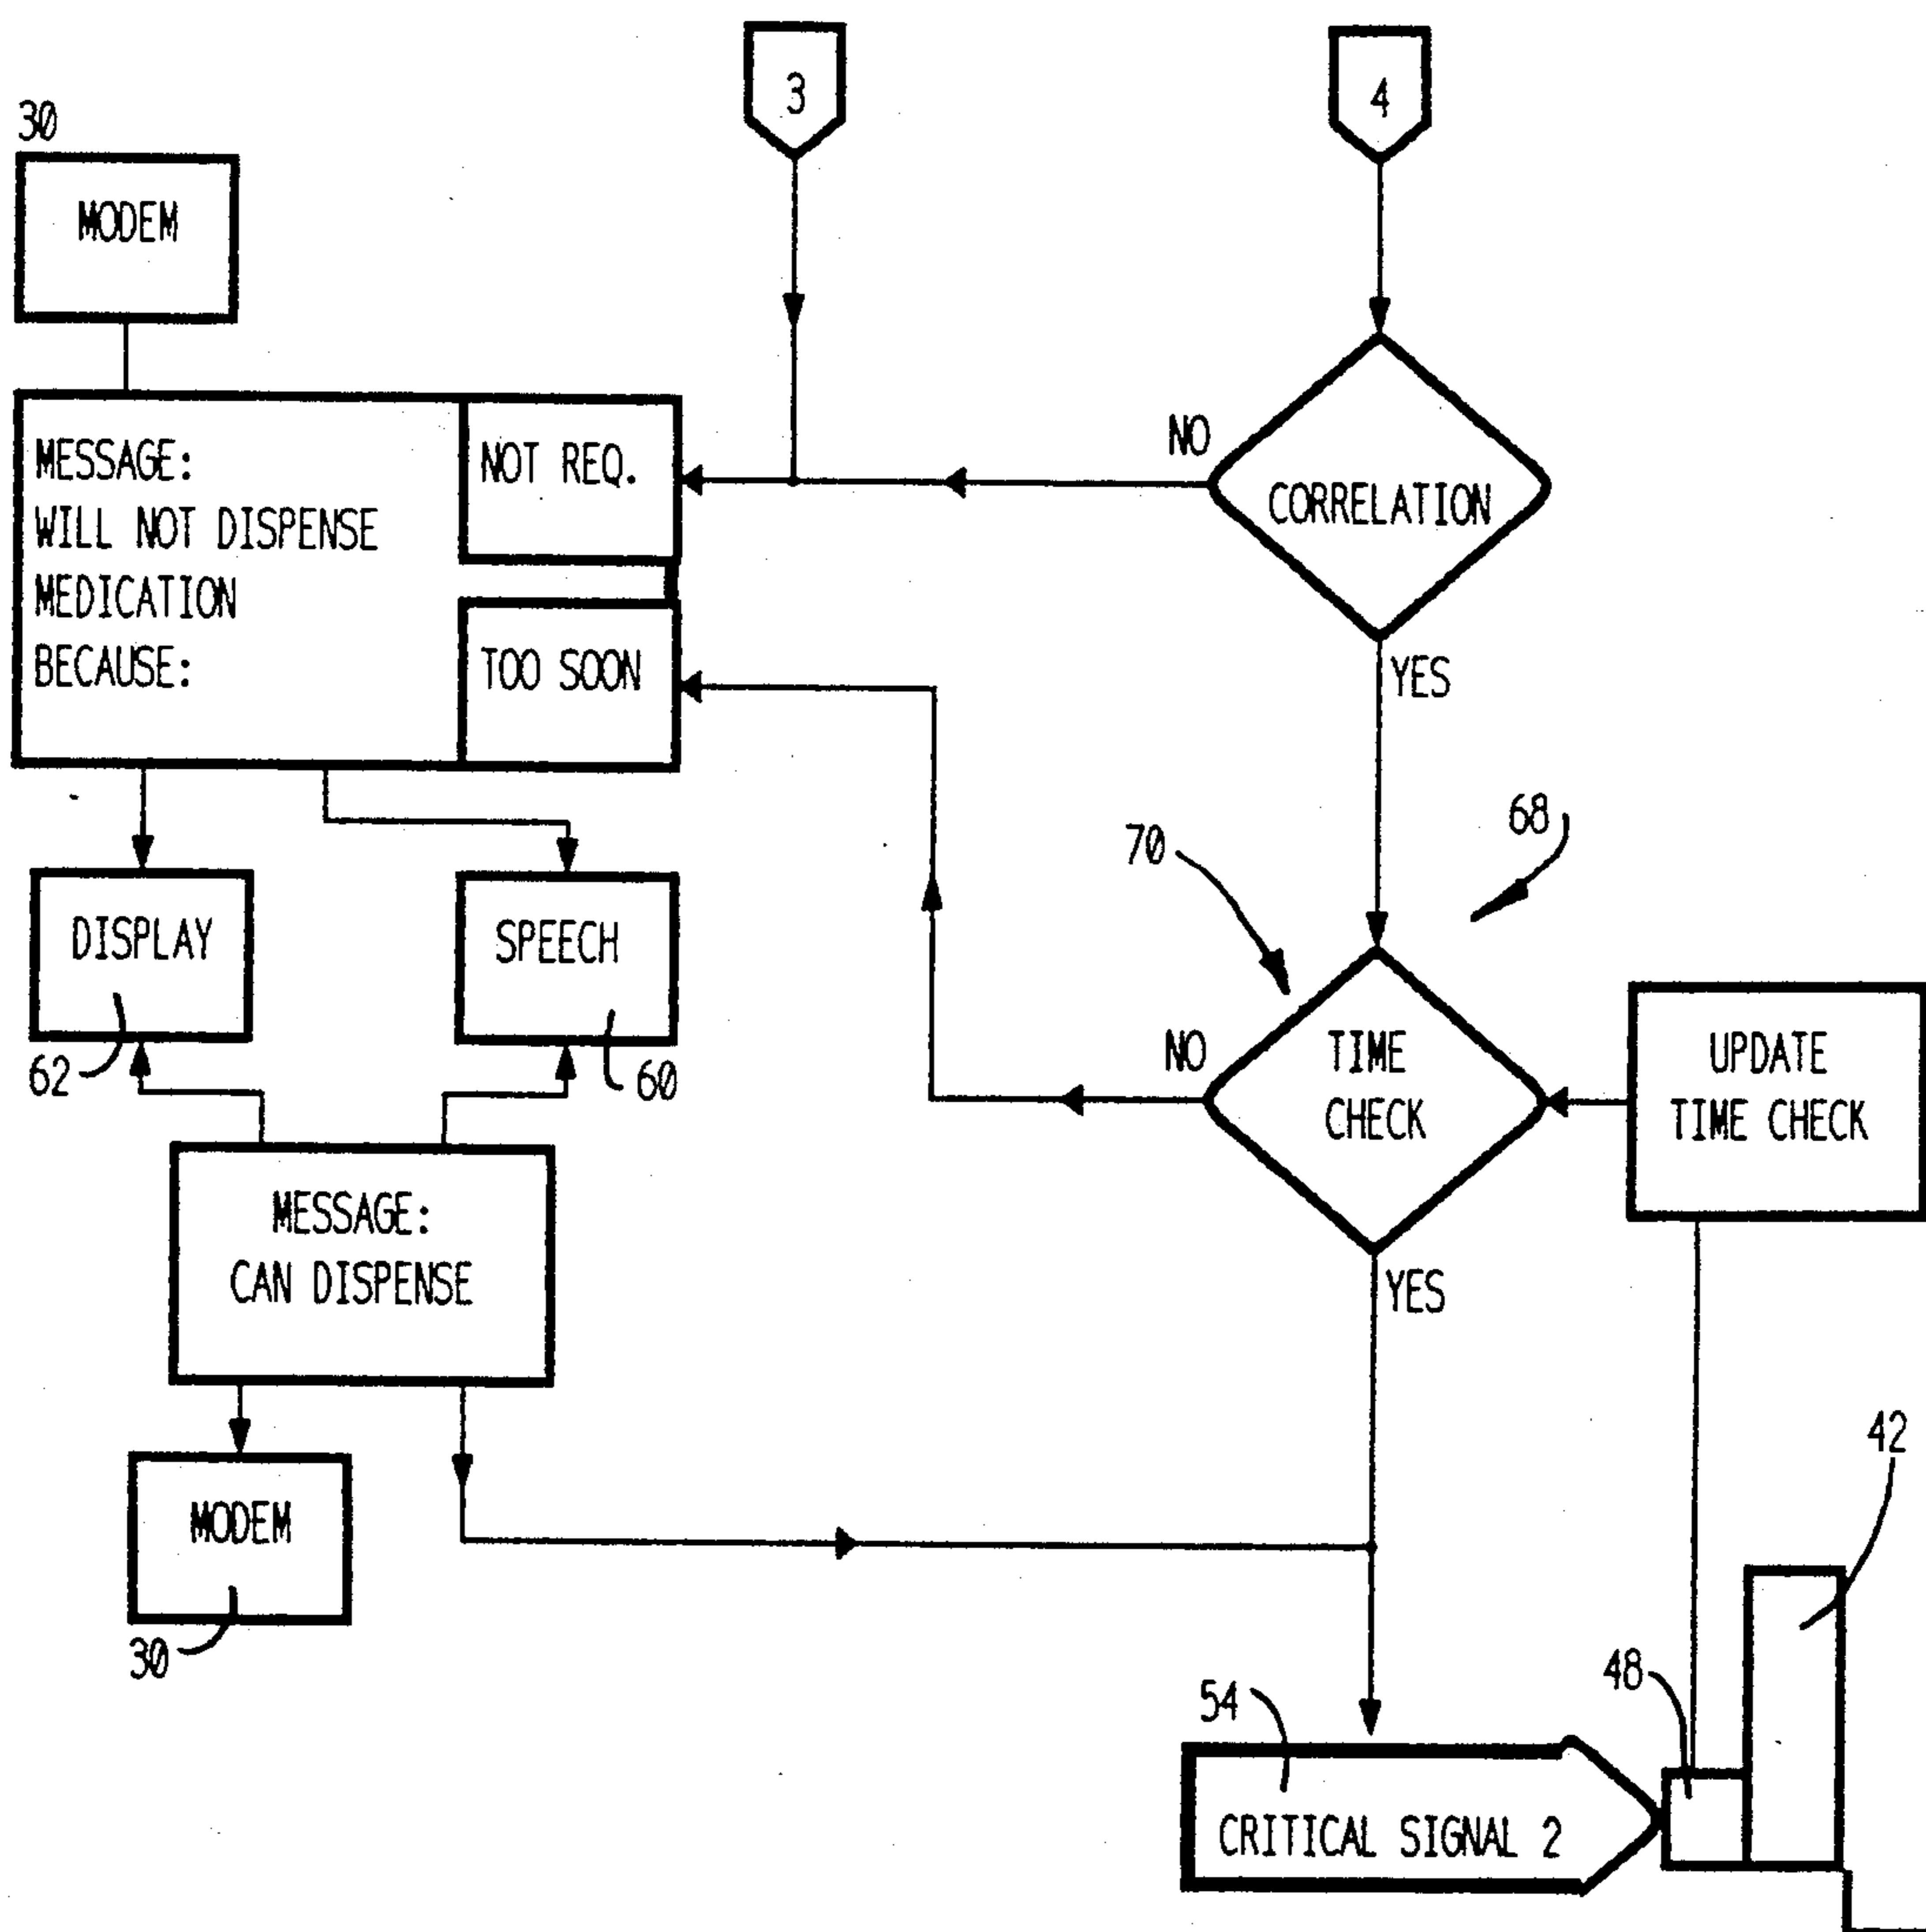 3
4
30
MODEM
NO
CORRELATION
YES
MESSAGE:
WILL NOT DISPENSE
MEDICATION
BECAUSE:
NOT REQ.
TOO SOON
68
70
DISPLAY
SPEECH
62
60
NO
TIME
CHECK
YES
UPDATE
TIME CHECK
MESSAGE:
CAN DISPENSE
MODEM
30
42
48
54
CRITICAL SIGNAL 2